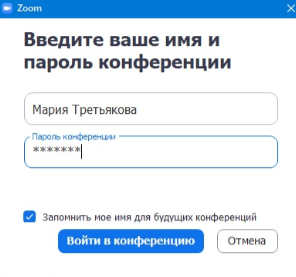 Zoom
Введите ваше имя и
пароль конференции
Мария Третьякова
Пароль конференции
*******
Запомнить мое имя для будущих конференций
Войти в конференцию Отмена